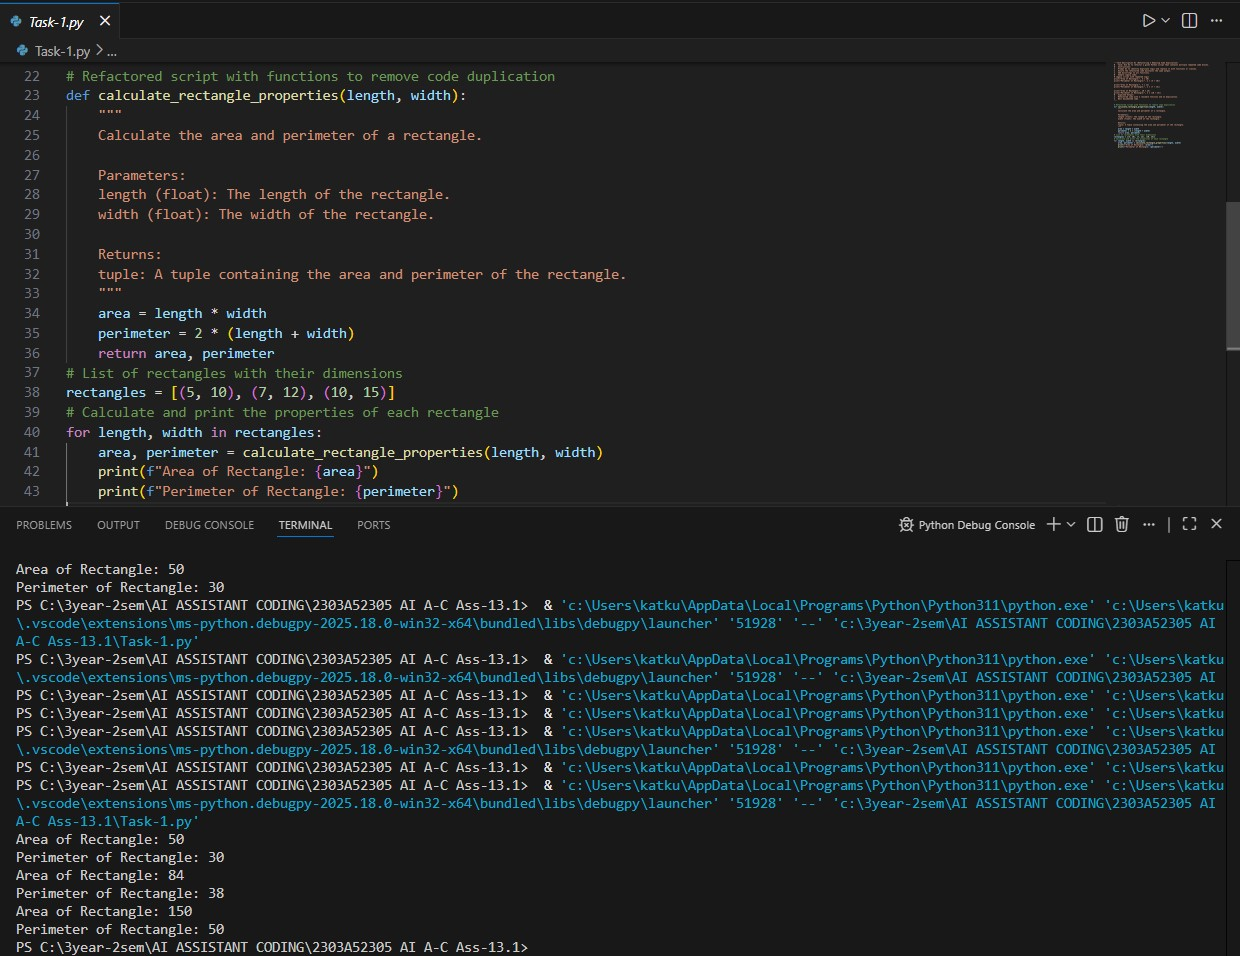 Task-1.py
Task-1.py > ...
22 # Refactored script with functions to remove code duplication
23 def calculate_rectangle_properties(length, width):
24     """
25     Calculate the area and perimeter of a rectangle.
26
27     Parameters:
28     length (float): The length of the rectangle.
29     width (float): The width of the rectangle.
30
31     Returns:
32     tuple: A tuple containing the area and perimeter of the rectangle.
33     """
34     area = length * width
35     perimeter = 2 * (length + width)
36     return area, perimeter
37 # List of rectangles with their dimensions
38 rectangles = [(5, 10), (7, 12), (10, 15)]
39 # Calculate and print the properties of each rectangle
40 for length, width in rectangles:
41     area, perimeter = calculate_rectangle_properties(length, width)
42     print(f"Area of Rectangle: {area}")
43     print(f"Perimeter of Rectangle: {perimeter}")
PROBLEMS OUTPUT DEBUG CONSOLE TERMINAL PORTS Python Debug Console
Area of Rectangle: 50
Perimeter of Rectangle: 30
PS C:\3year-2sem\AI ASSISTANT CODING\2303A52305 AI A-C Ass-13.1>  & 'c:\Users\katku\AppData\Local\Programs\Python\Python311\python.exe' 'c:\Users\katku
\.vscode\extensions\ms-python.debugpy-2025.18.0-win32-x64\bundled\libs\debugpy\launcher' '51928' '--' 'c:\3year-2sem\AI ASSISTANT CODING\2303A52305 AI
A-C Ass-13.1\Task-1.py'
PS C:\3year-2sem\AI ASSISTANT CODING\2303A52305 AI A-C Ass-13.1>  & 'c:\Users\katku\AppData\Local\Programs\Python\Python311\python.exe' 'c:\Users\katku
\.vscode\extensions\ms-python.debugpy-2025.18.0-win32-x64\bundled\libs\debugpy\launcher' '51928' '--' 'c:\3year-2sem\AI ASSISTANT CODING\2303A52305 AI
PS C:\3year-2sem\AI ASSISTANT CODING\2303A52305 AI A-C Ass-13.1>  & 'c:\Users\katku\AppData\Local\Programs\Python\Python311\python.exe' 'c:\Users\katku
PS C:\3year-2sem\AI ASSISTANT CODING\2303A52305 AI A-C Ass-13.1>  & 'c:\Users\katku\AppData\Local\Programs\Python\Python311\python.exe' 'c:\Users\katku
PS C:\3year-2sem\AI ASSISTANT CODING\2303A52305 AI A-C Ass-13.1>  & 'c:\Users\katku\AppData\Local\Programs\Python\Python311\python.exe' 'c:\Users\katku
\.vscode\extensions\ms-python.debugpy-2025.18.0-win32-x64\bundled\libs\debugpy\launcher' '51928' '--' 'c:\3year-2sem\AI ASSISTANT CODING\2303A52305 AI
PS C:\3year-2sem\AI ASSISTANT CODING\2303A52305 AI A-C Ass-13.1>  & 'c:\Users\katku\AppData\Local\Programs\Python\Python311\python.exe' 'c:\Users\katku
PS C:\3year-2sem\AI ASSISTANT CODING\2303A52305 AI A-C Ass-13.1>  & 'c:\Users\katku\AppData\Local\Programs\Python\Python311\python.exe' 'c:\Users\katku
\.vscode\extensions\ms-python.debugpy-2025.18.0-win32-x64\bundled\libs\debugpy\launcher' '51928' '--' 'c:\3year-2sem\AI ASSISTANT CODING\2303A52305 AI
A-C Ass-13.1\Task-1.py'
Area of Rectangle: 50
Perimeter of Rectangle: 30
Area of Rectangle: 84
Perimeter of Rectangle: 38
Area of Rectangle: 150
Perimeter of Rectangle: 50
PS C:\3year-2sem\AI ASSISTANT CODING\2303A52305 AI A-C Ass-13.1>